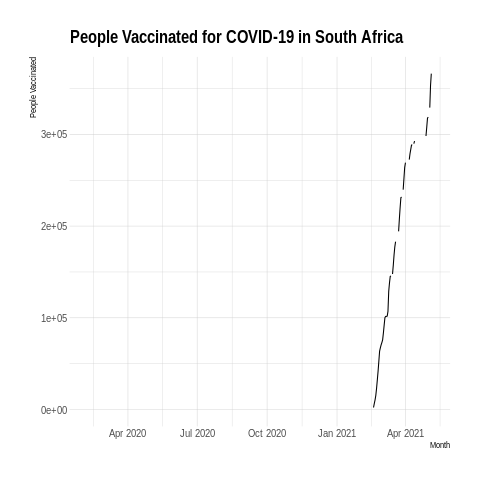 People Vaccinated for COVID-19 in South Africa
People Vaccinated
3e+05
2e+05
1e+05
0e+00
Apr 2020 Jul 2020 Oct 2020 Jan 2021 Apr 2021
Month